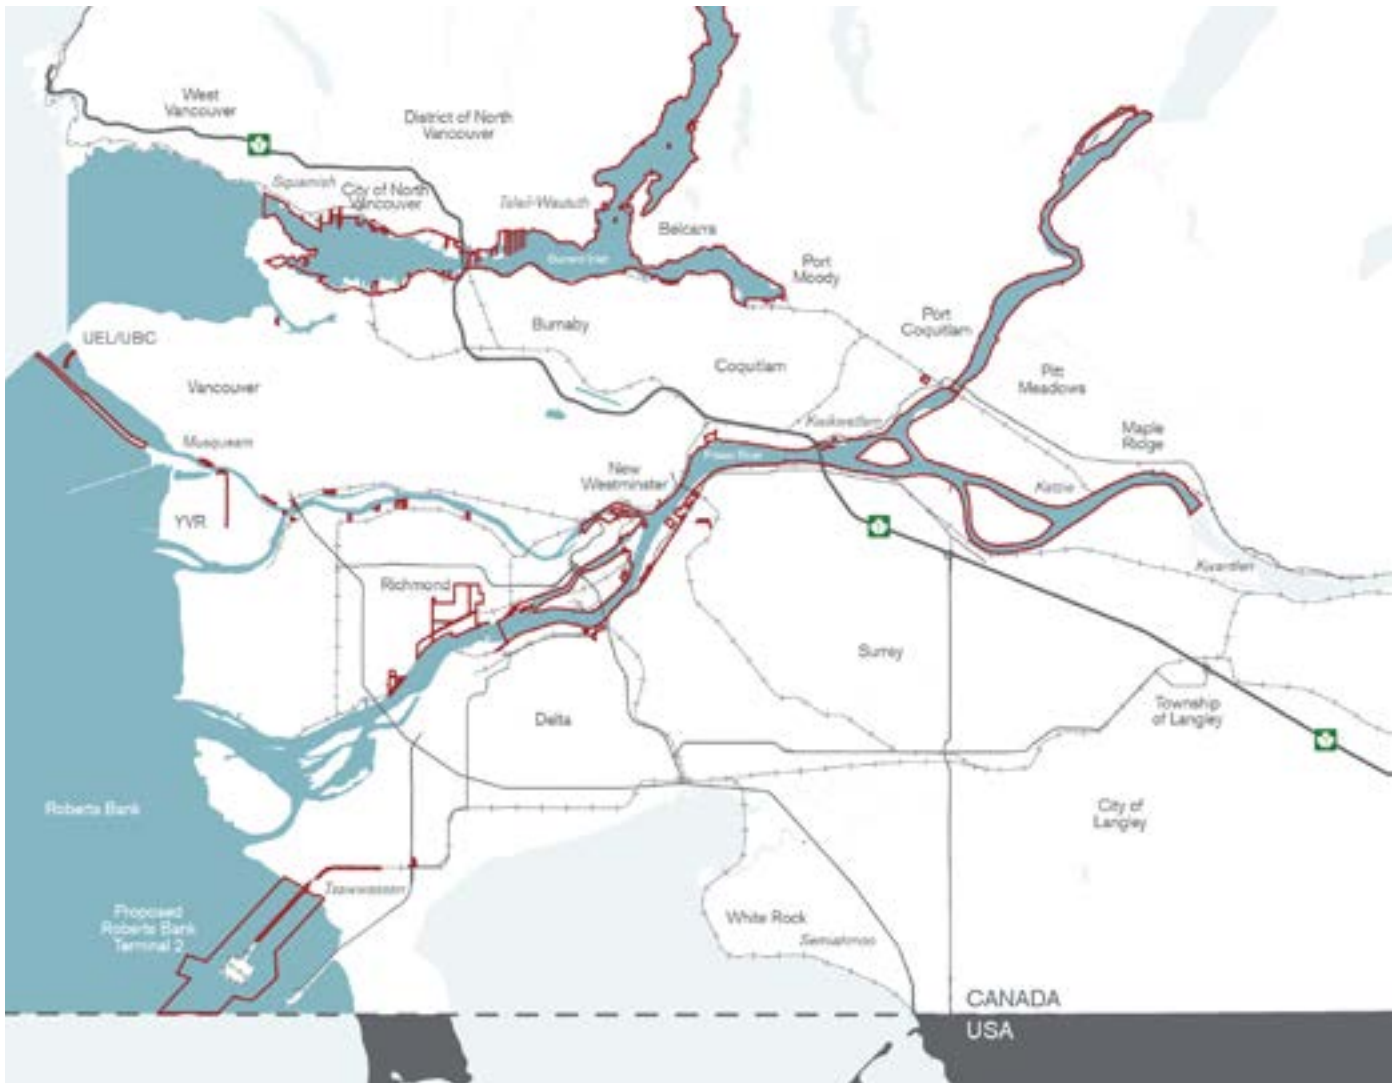 West
Vancouver
District of North
Vancouver
Squamish
City of North
Vancouver
Tsleil-Waututh
Belcarra
Burrard Inlet
Port
Moody
UEL/UBC
Burnaby
Port
Coquitlam
Coquitlam
Pitt
Meadows
Vancouver
Kwikwetlem
Maple
Ridge
Musqueam
Fraser River
New
Westminster
Katzie
YVR
Kwantlen
Richmond
Surrey
Township
of Langley
Delta
Roberts Bank
City of
Langley
Tsawwassen
Proposed
Roberts Bank
Terminal 2
White Rock
Semiahmoo
CANADA
USA